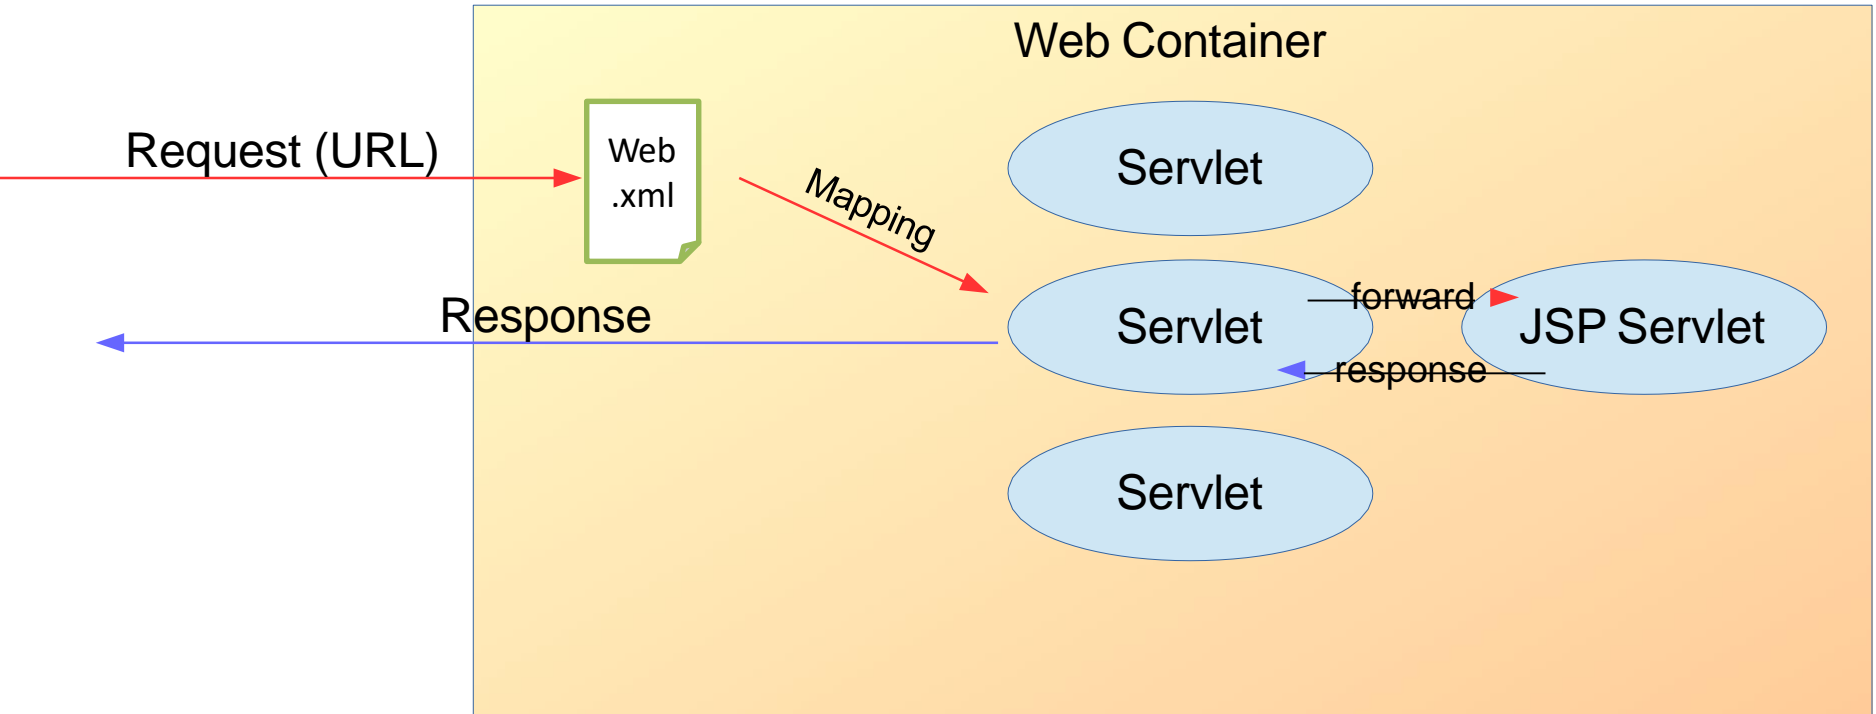 Web Container
Request (URL)
Web
.xml
Mapping
Servlet
Response
Servlet
forward
JSP Servlet
response
Servlet